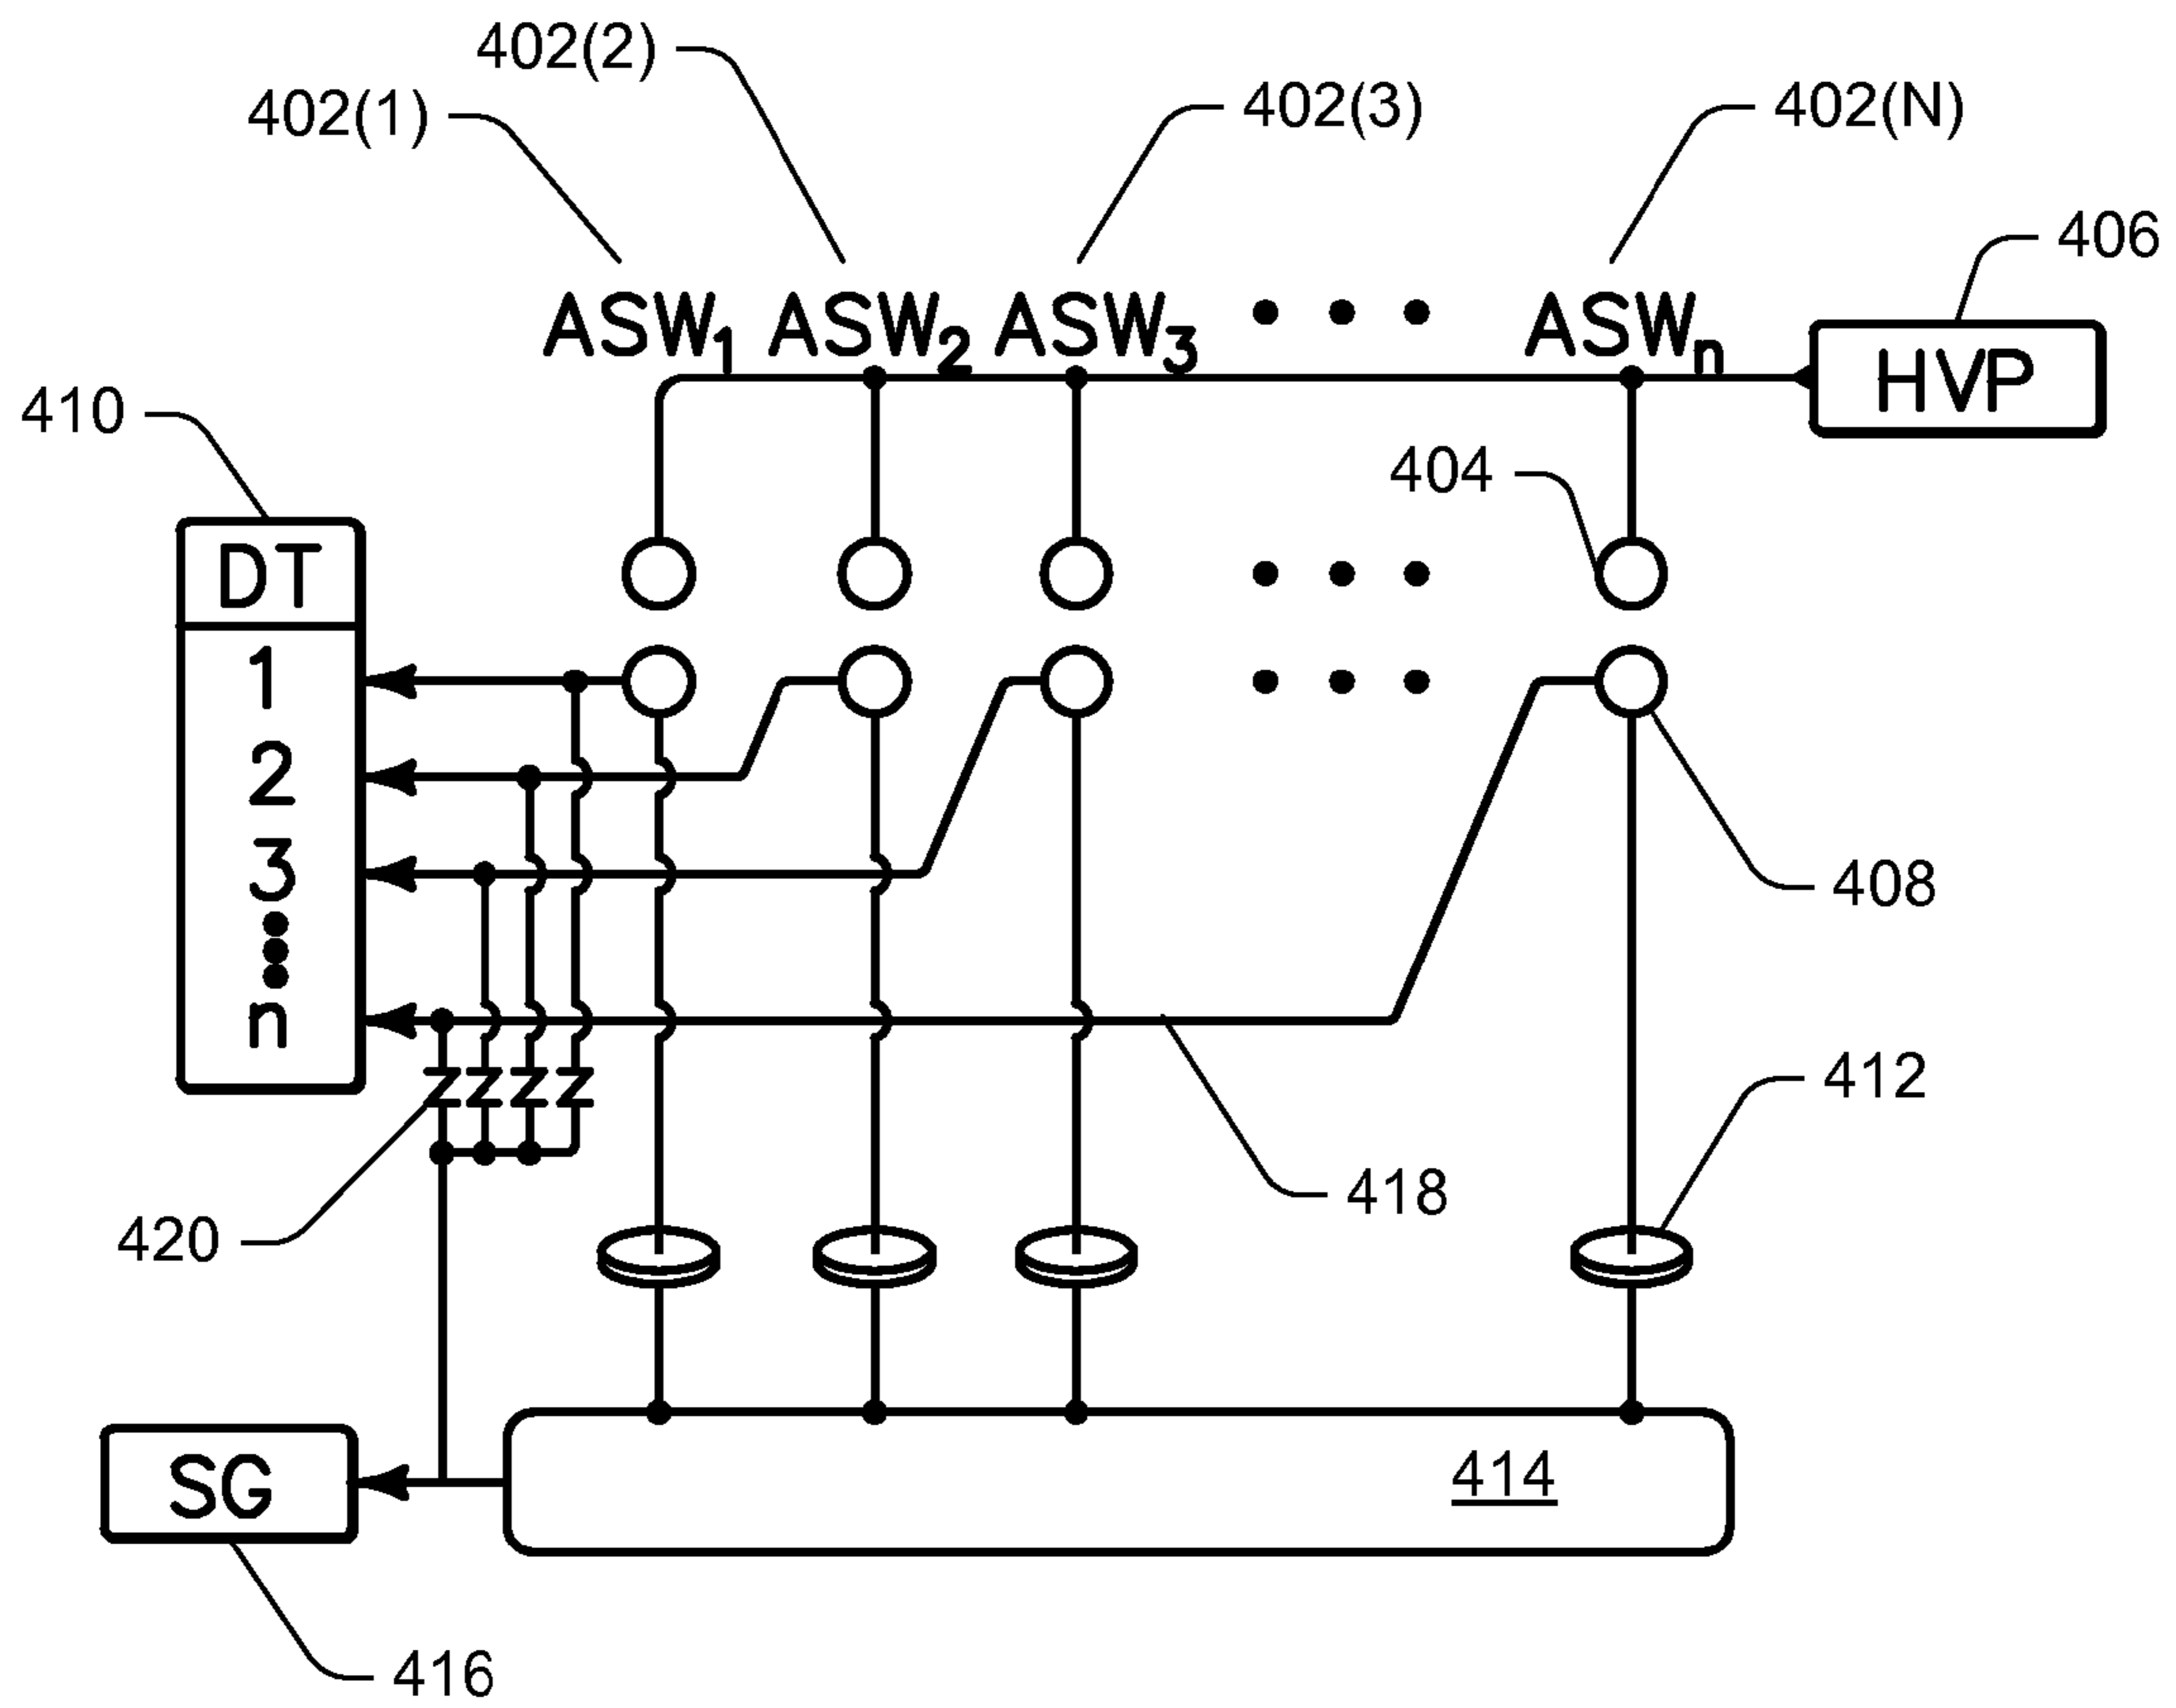 402(2)
402(1)
402(3)
402(N)
406
ASW1 ASW2 ASW3 • • • ASWn
HVP
410
404
DT
1
2
3
408
n
412
Z Z Z Z
418
420
414
SG
416